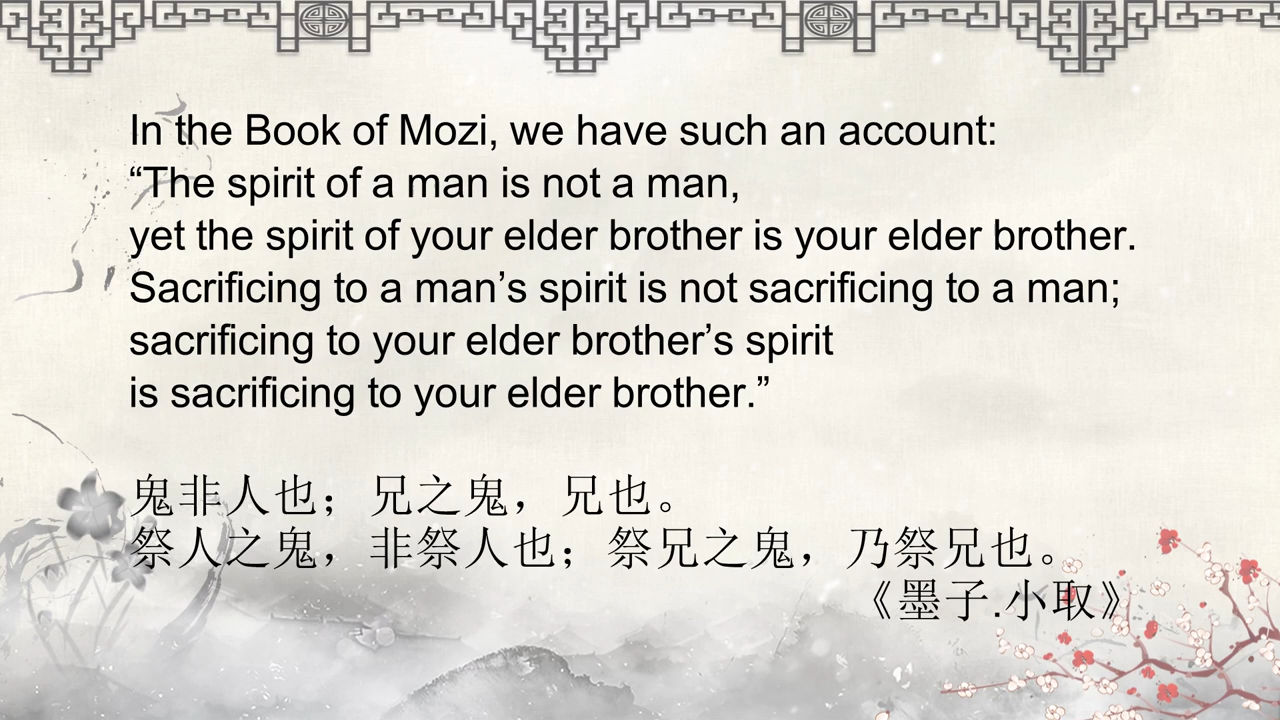 In the Book of Mozi, we have such an account:
“The spirit of a man is not a man,
yet the spirit of your elder brother is your elder brother.
Sacrificing to a man’s spirit is not sacrificing to a man;
sacrificing to your elder brother’s spirit
is sacrificing to your elder brother.”
鬼非人也；兄之鬼，兄也。
祭人之鬼，非祭人也；祭兄之鬼，乃祭兄也。
《墨子.小取》